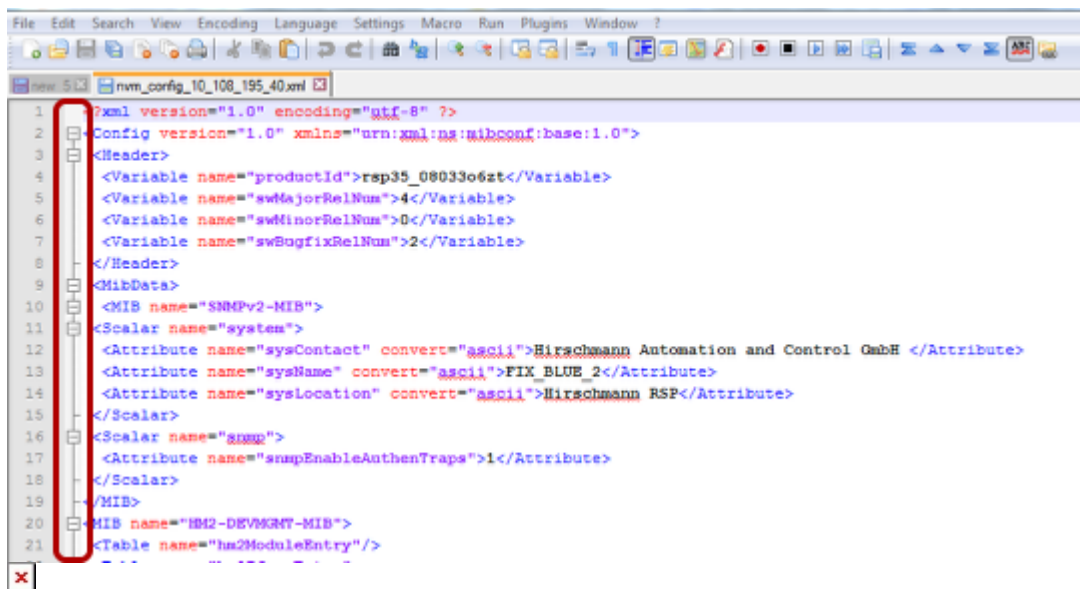 File Edit Search View Encoding Language Settings Macro Run Plugins Window ?
new 5 nvm_config_10_108_195_40.xml
1 <?xml version="1.0" encoding="utf-8" ?>
2 <Config version="1.0" xmlns="urn:xml:ns:mibconf:base:1.0">
3 <Header>
4 <Variable name="productId">rsp35_08033o6zt</Variable>
5 <Variable name="swMajorRelNum">4</Variable>
6 <Variable name="swMinorRelNum">0</Variable>
7 <Variable name="swBugfixRelNum">2</Variable>
8 </Header>
9 <MibData>
10 <MIB name="SNMPv2-MIB">
11 <Scalar name="system">
12 <Attribute name="sysContact" convert="ascii">Hirschmann Automation and Control GmbH </Attribute>
13 <Attribute name="sysName" convert="ascii">FIX_BLUE_2</Attribute>
14 <Attribute name="sysLocation" convert="ascii">Hirschmann RSP</Attribute>
15 </Scalar>
16 <Scalar name="snmp">
17 <Attribute name="snmpEnableAuthenTraps">1</Attribute>
18 </Scalar>
19 </MIB>
20 <MIB name="HM2-DEVMGMT-MIB">
21 <Table name="hm2ModuleEntry"/>